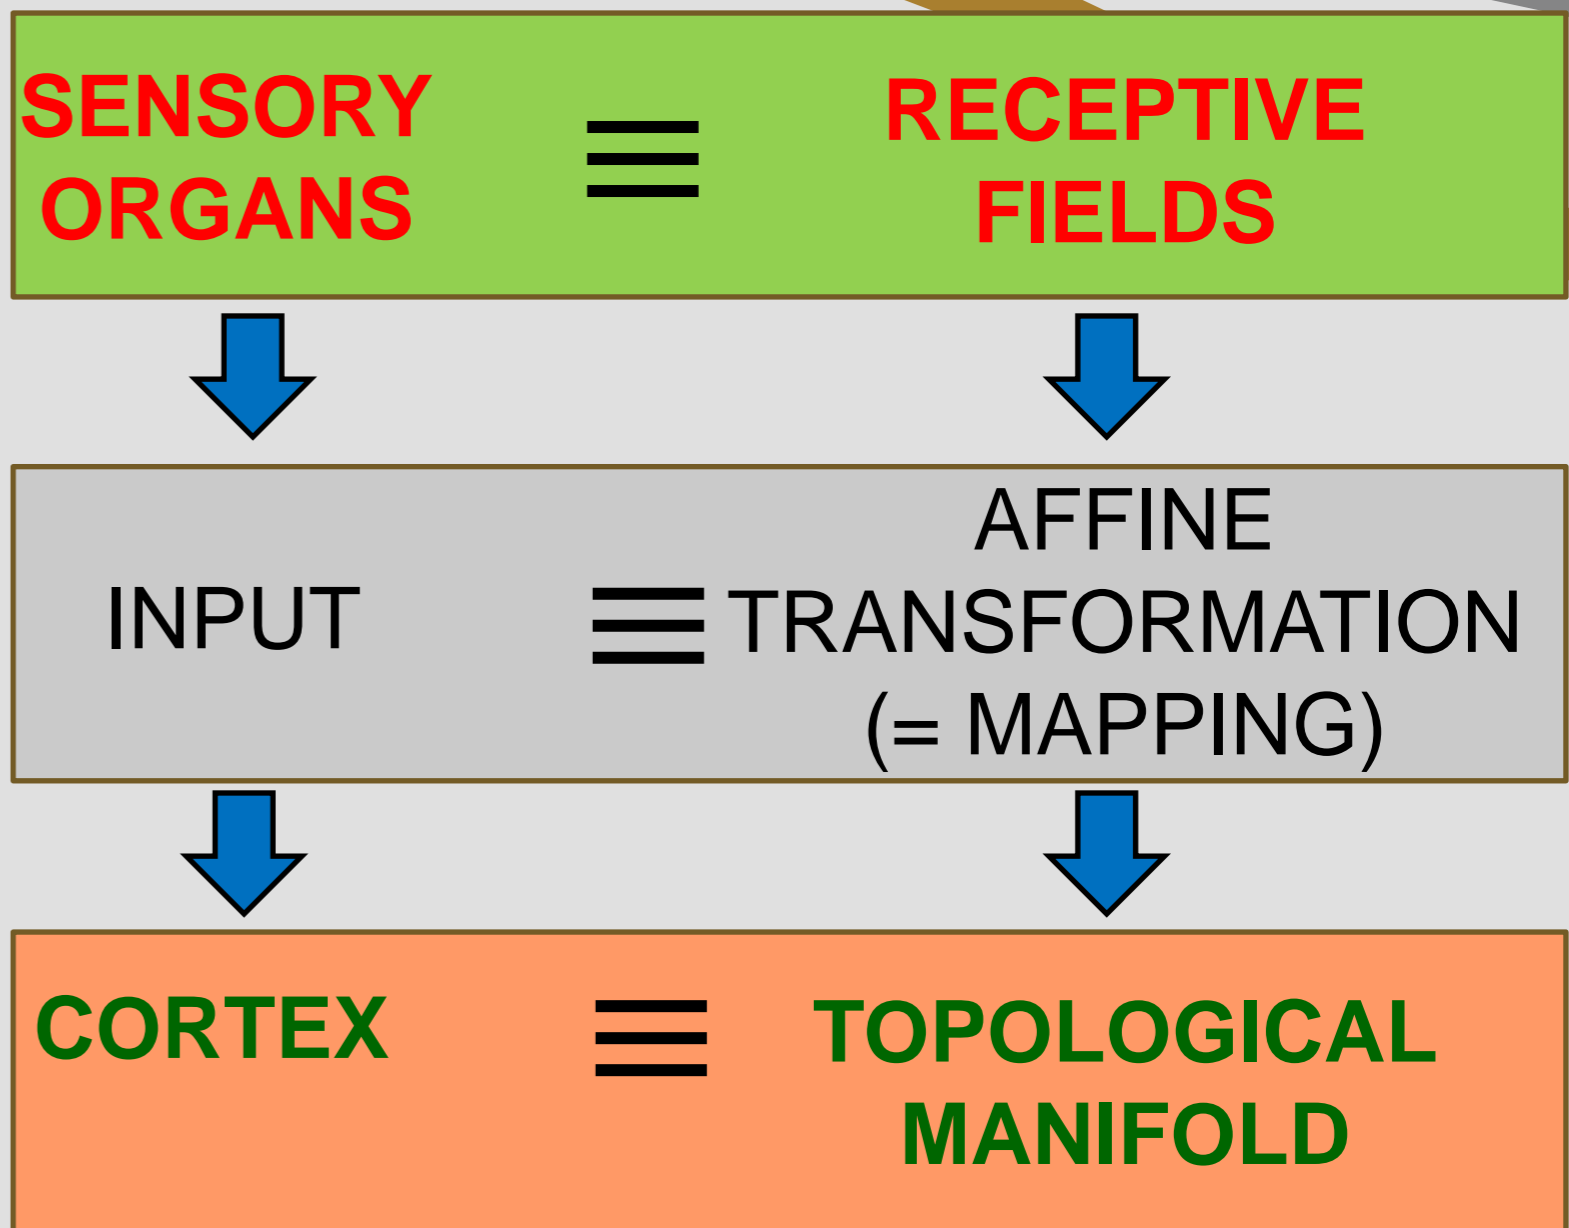 SENSORY
ORGANS
≡
RECEPTIVE
FIELDS
INPUT
≡
AFFINE
TRANSFORMATION
(= MAPPING)
CORTEX
≡
TOPOLOGICAL
MANIFOLD